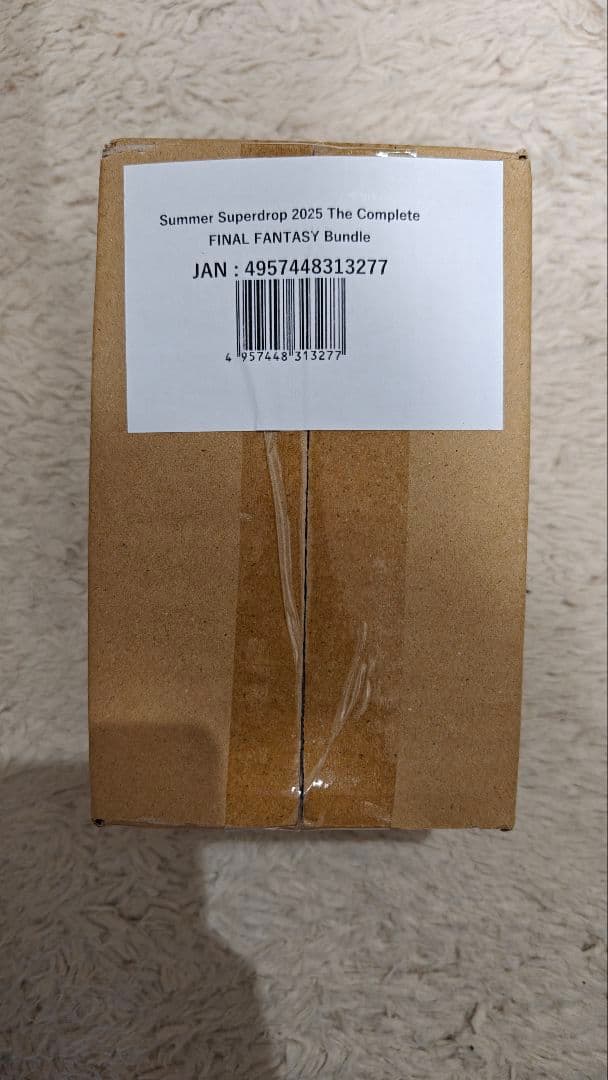 Summer Superdrop 2025 The Complete
FINAL FANTASY Bundle
JAN : 4957448313277
4 957448 313277